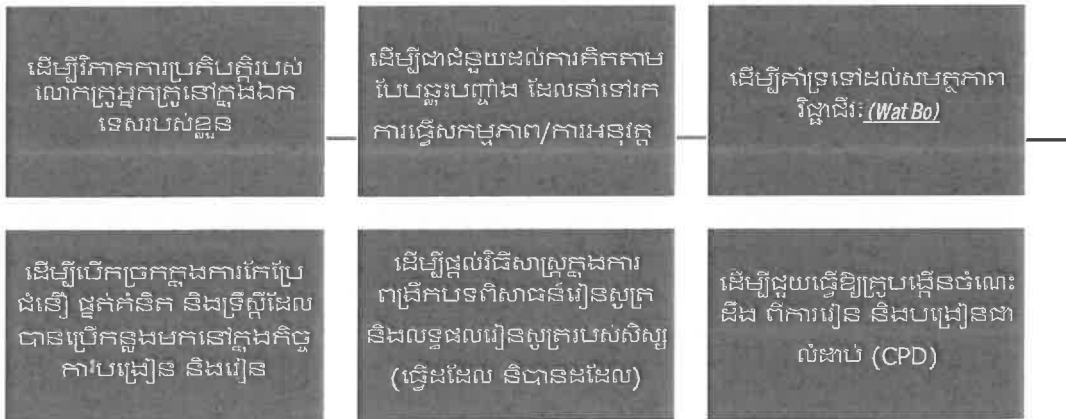 ដើម្បីវិភាគការប្រតិបត្តិរបស់
លោកគ្រូអ្នកគ្រូនៅក្នុងឯក
ទេសរបស់ខ្លួន
ដើម្បីជាជំនួយដល់ការគិតតាម
បែបឆ្លុះបញ្ចាំង ដែលនាំទៅរក
ការធ្វើសកម្មភាព/ការអនុវត្ត
ដើម្បីគាំទ្រទៅដល់សមត្ថភាព
វិជ្ជាជីវៈ (Wat Bo)
ដើម្បីបើកច្រកក្នុងការកែប្រែ
ជំនឿ ផ្នត់គំនិត និងទ្រឹស្តីដែល
បានប្រើកន្លងមកនៅក្នុងកិច្ច
ការបង្រៀន និងរៀន
ដើម្បីផ្តល់វិធីសាស្ត្រក្នុងការ
ពង្រីកបទពិសោធន៍រៀនសូត្រ
និងលទ្ធផលរៀនសូត្ររបស់សិស្ស
(ធ្វើដដែល និបានដដែល)
ដើម្បីជួយធ្វើឱ្យគ្រូបង្កើនចំណេះ
ដឹង ពីការរៀន និងបង្រៀនជា
លំដាប់ (CPD)